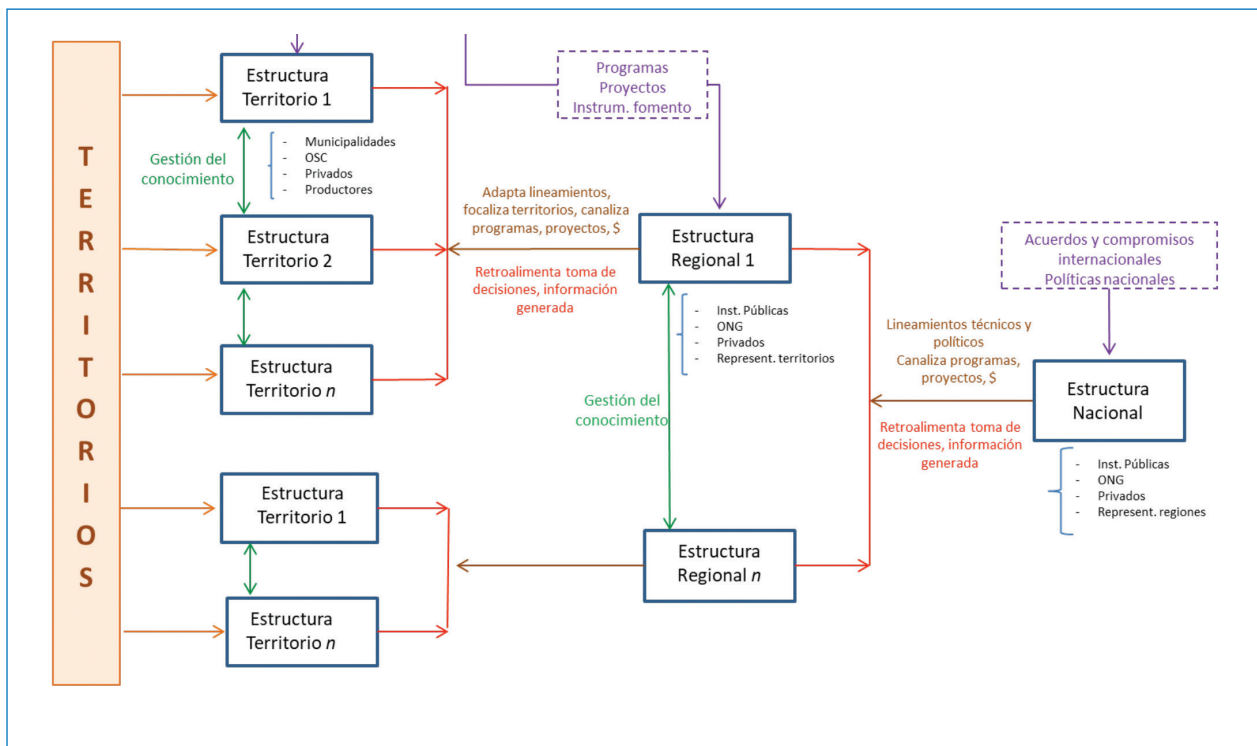 TERRITORIOS
Estructura
Territorio 1
Gestión del
conocimiento
- Municipalidades
- OSC
- Privados
- Productores
Estructura
Territorio 2
Estructura
Territorio n
Estructura
Territorio 1
Estructura
Territorio n
Programas
Proyectos
Instrum. fomento
Adapta lineamientos,
focaliza territorios, canaliza
programas, proyectos, $
Retroalimenta toma de
decisiones, información
generada
Estructura
Regional 1
- Inst. Públicas
- ONG
- Privados
- Represent. territorios
Gestión del
conocimiento
Estructura
Regional n
Acuerdos y compromisos
internacionales
Políticas nacionales
Lineamientos técnicos y
políticos
Canaliza programas,
proyectos, $
Retroalimenta toma de
decisiones, información
generada
Estructura
Nacional
- Inst. Públicas
- ONG
- Privados
- Represent. regiones